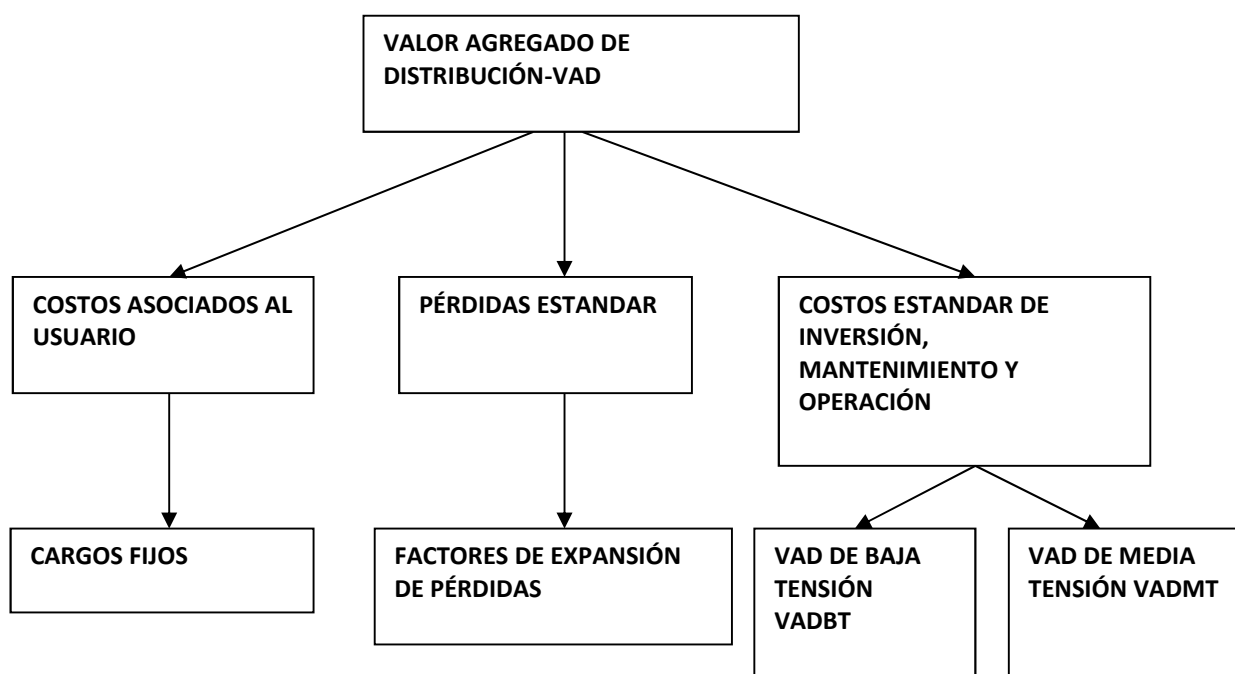 VALOR AGREGADO DE
DISTRIBUCIÓN-VAD
COSTOS ASOCIADOS AL
USUARIO
PÉRDIDAS ESTANDAR
COSTOS ESTANDAR DE
INVERSIÓN,
MANTENIMIENTO Y
OPERACIÓN
CARGOS FIJOS
FACTORES DE EXPANSIÓN
DE PÉRDIDAS
VAD DE BAJA
TENSIÓN
VADBT
VAD DE MEDIA
TENSIÓN VADMT